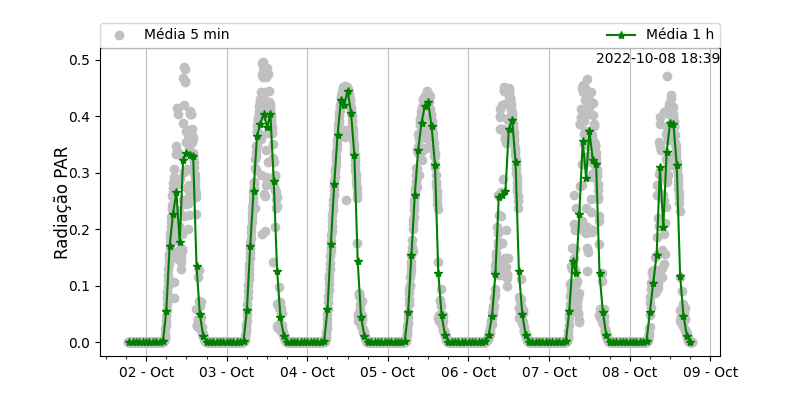 Média 5 min
Média 1 h
2022-10-08 18:39
Radiação PAR
0.5
0.4
0.3
0.2
0.1
0.0
02 - Oct
03 - Oct
04 - Oct
05 - Oct
06 - Oct
07 - Oct
08 - Oct
09 - Oct